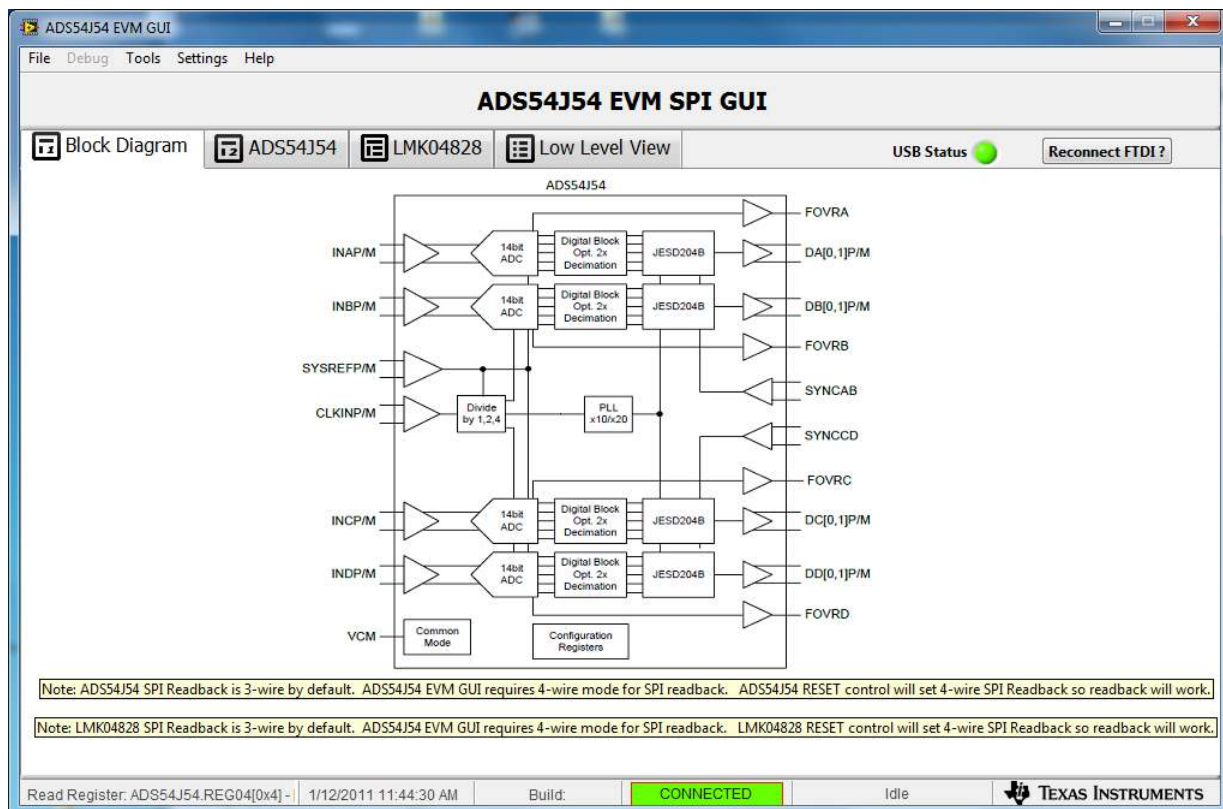 ADS54J54 EVM GUI
File Debug Tools Settings Help
ADS54J54 EVM SPI GUI
Block Diagram ADS54J54 LMK04828 Low Level View USB Status Reconnect FTDI ?
ADS54J54
FOVRA
INAP/M 14bit ADC Digital Block Opt. 2x Decimation JESD204B DA[0,1]P/M
INBP/M 14bit ADC Digital Block Opt. 2x Decimation JESD204B DB[0,1]P/M
FOVRB
SYSREFP/M
SYNCAB
CLKINP/M Divide by 1,2,4 PLL x10/x20
SYNCCD
FOVRC
INCP/M 14bit ADC Digital Block Opt. 2x Decimation JESD204B DC[0,1]P/M
INDP/M 14bit ADC Digital Block Opt. 2x Decimation JESD204B DD[0,1]P/M
FOVRD
VCM Common Mode Configuration Registers
Note: ADS54J54 SPI Readback is 3-wire by default. ADS54J54 EVM GUI requires 4-wire mode for SPI readback. ADS54J54 RESET control will set 4-wire SPI Readback so readback will work.
Note: LMK04828 SPI Readback is 3-wire by default. ADS54J54 EVM GUI requires 4-wire mode for SPI readback. LMK04828 RESET control will set 4-wire SPI Readback so readback will work.
Read Register: ADS54J54.REG04[0x4] - 1/12/2011 11:44:30 AM Build: CONNECTED Idle TEXAS INSTRUMENTS